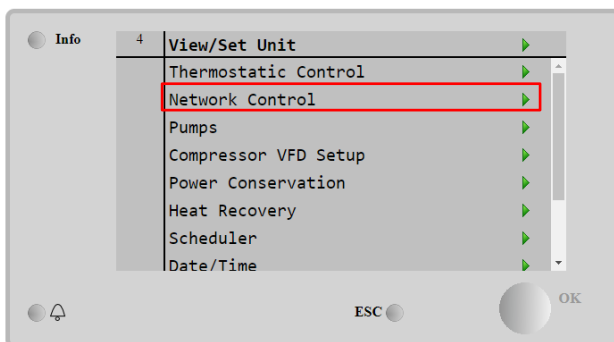 Info
4 View/Set Unit
Thermostatic Control
Network Control
Pumps
Compressor VFD Setup
Power Conservation
Heat Recovery
Scheduler
Date/Time
ESC
OK